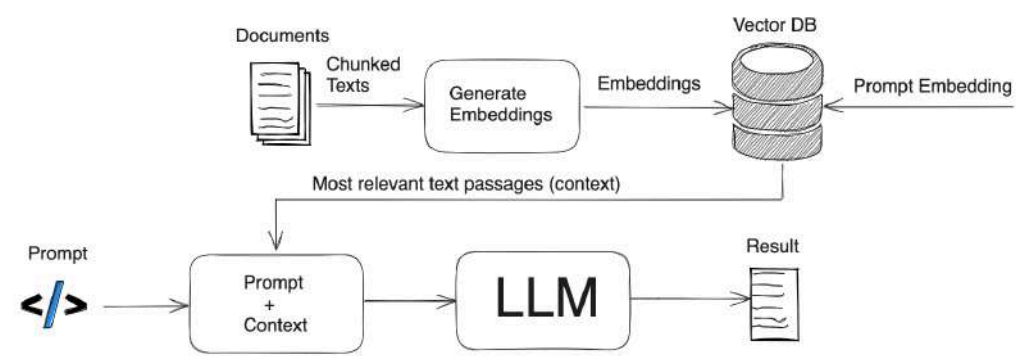 Documents
Chunked
Texts
Generate
Embeddings
Embeddings
Vector DB
Prompt Embedding
Most relevant text passages (context)
Prompt
</>
Prompt
+
Context
LLM
Result